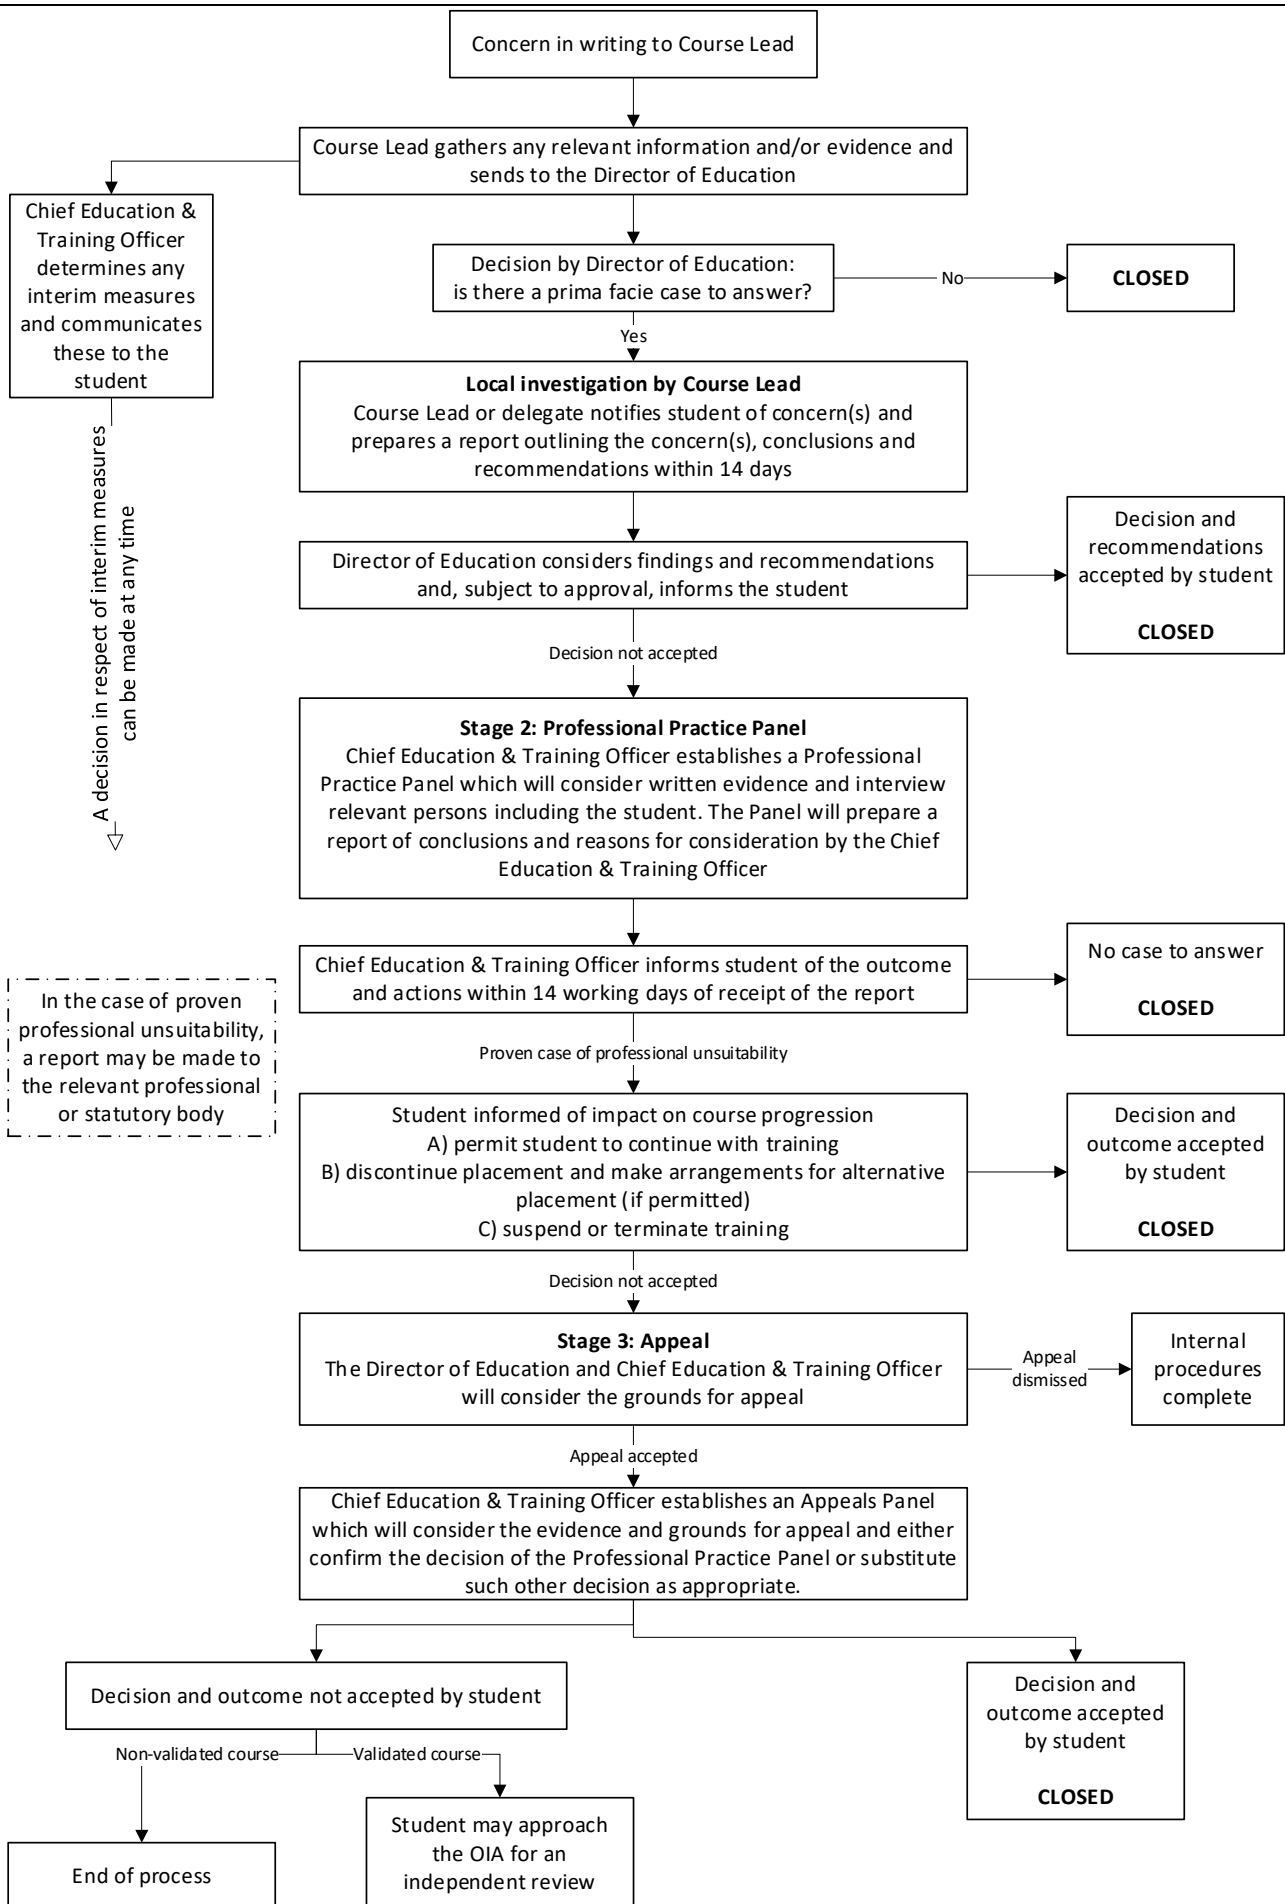 Concern in writing to Course Lead
Course Lead gathers any relevant information and/or evidence and
sends to the Director of Education
Chief Education &
Training Officer
determines any
interim measures
and communicates
these to the
student
Decision by Director of Education:
is there a prima facie case to answer?
No
CLOSED
Yes
Local investigation by Course Lead
Course Lead or delegate notifies student of concern(s) and
prepares a report outlining the concern(s), conclusions and
recommendations within 14 days
A decision in respect of interim measures
can be made at any time
Director of Education considers findings and recommendations
and, subject to approval, informs the student
Decision and
recommendations
accepted by student
CLOSED
Decision not accepted
Stage 2: Professional Practice Panel
Chief Education & Training Officer establishes a Professional
Practice Panel which will consider written evidence and interview
relevant persons including the student. The Panel will prepare a
report of conclusions and reasons for consideration by the Chief
Education & Training Officer
Chief Education & Training Officer informs student of the outcome
and actions within 14 working days of receipt of the report
No case to answer
CLOSED
In the case of proven
professional unsuitability,
a report may be made to
the relevant professional
or statutory body
Proven case of professional unsuitability
Student informed of impact on course progression
A) permit student to continue with training
B) discontinue placement and make arrangements for alternative
placement (if permitted)
C) suspend or terminate training
Decision and
outcome accepted
by student
CLOSED
Decision not accepted
Stage 3: Appeal
The Director of Education and Chief Education & Training Officer
will consider the grounds for appeal
Appeal
dismissed
Internal
procedures
complete
Appeal accepted
Chief Education & Training Officer establishes an Appeals Panel
which will consider the evidence and grounds for appeal and either
confirm the decision of the Professional Practice Panel or substitute
such other decision as appropriate.
Decision and outcome not accepted by student
Decision and
outcome accepted
by student
CLOSED
Non-validated course
Validated course
End of process
Student may approach
the OIA for an
independent review